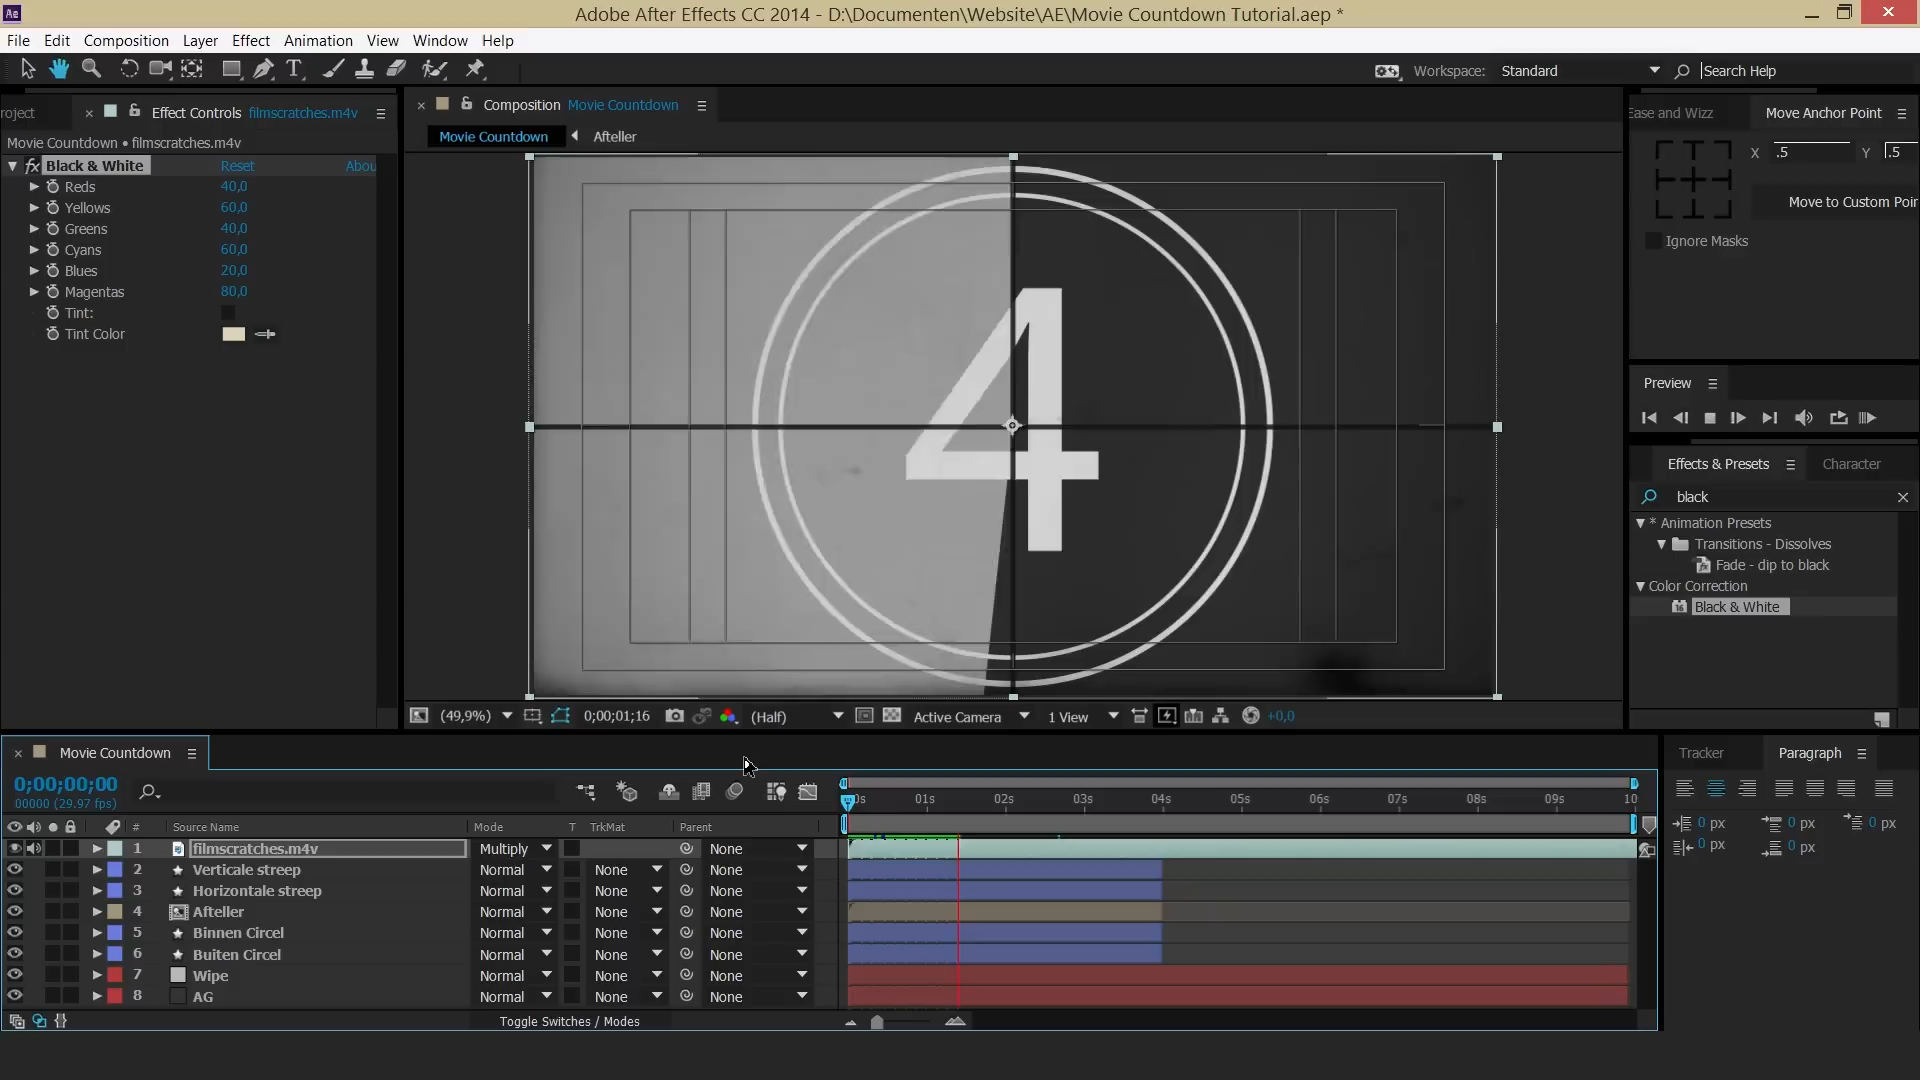 Ae
Adobe After Effects CC 2014 - D:\Documenten\Website\AE\Movie Countdown Tutorial.aep *
File Edit Composition Layer Effect Animation View Window Help
Workspace: Standard Search Help
roject × Effect Controls filmscratches.m4v
Movie Countdown • filmscratches.m4v
fx Black & White Reset Abou
Reds 40,0
Yellows 60,0
Greens 40,0
Cyans 60,0
Blues 20,0
Magentas 80,0
Tint:
Tint Color
× Composition Movie Countdown
Movie Countdown Afteller
4
(49,9%) 0;00;01;16 (Half) Active Camera 1 View +0,0
Ease and Wizz Move Anchor Point
X .5 Y .5
Move to Custom Poin
Ignore Masks
Preview
Effects & Presets Character
black
* Animation Presets
Transitions - Dissolves
Fade - dip to black
Color Correction
Black & White
× Movie Countdown
0;00;00;00
00000 (29.97 fps)
0s 01s 02s 03s 04s 05s 06s 07s 08s 09s 10
# Source Name Mode T TrkMat Parent
1 filmscratches.m4v Multiply None
2 Verticale streep Normal None None
3 Horizontale streep Normal None None
4 Afteller Normal None None
5 Binnen Circel Normal None None
6 Buiten Circel Normal None None
7 Wipe Normal None None
8 AG Normal None None
Toggle Switches / Modes
Tracker Paragraph
0 px 0 px 0 px
0 px 0 px